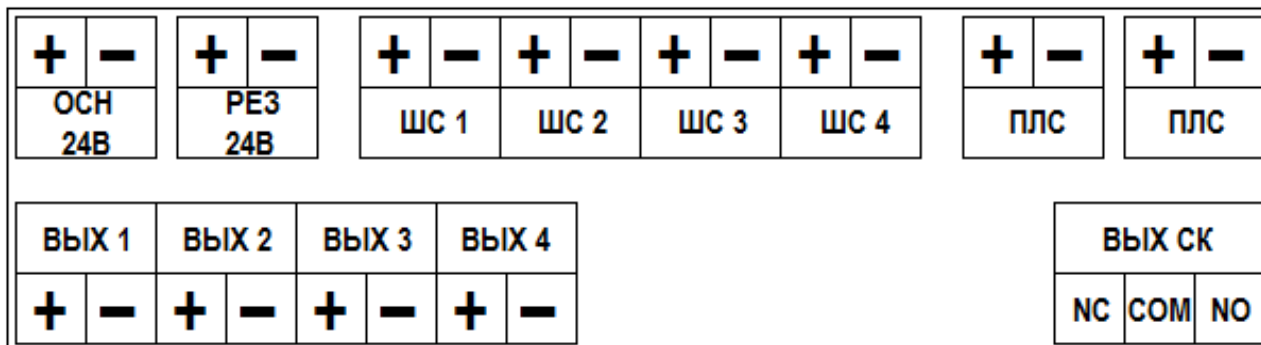 + − + − + − + − + − + − + − + −
ОСН 24В РЕЗ 24В ШС 1 ШС 2 ШС 3 ШС 4 ПЛС ПЛС
ВЫХ 1 ВЫХ 2 ВЫХ 3 ВЫХ 4 ВЫХ СК
+ − + − + − + − NC COM NO